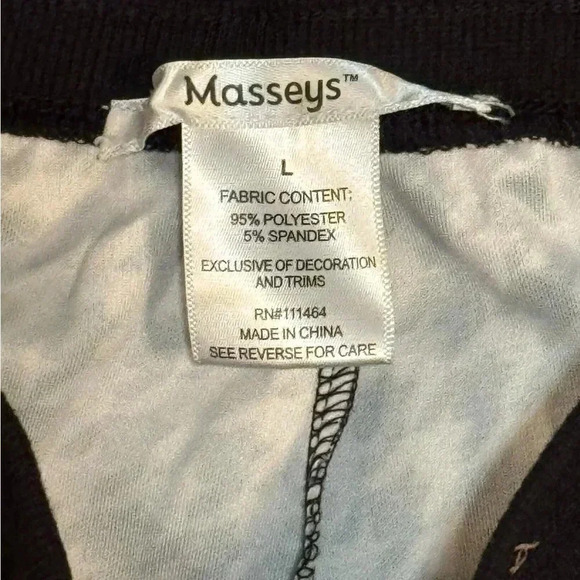 Masseys™
L
FABRIC CONTENT:
95% POLYESTER
5% SPANDEX
EXCLUSIVE OF DECORATION
AND TRIMS
RN#111464
MADE IN CHINA
SEE REVERSE FOR CARE